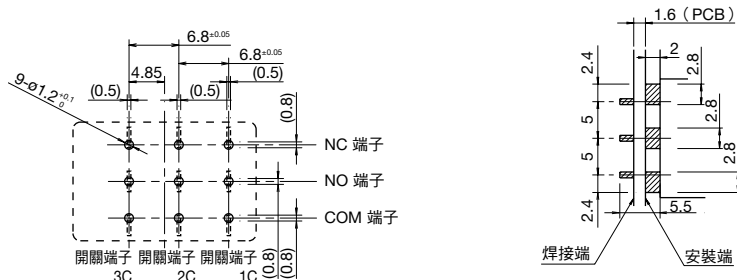 6.8±0.05
6.8±0.05
(0.5)
4.85
(0.5)
(0.5)
(0.8)
9-ø1.2 +0.1 0
NC 端子
NO 端子
COM 端子
開關端子 開關端子 開關端子
3C 2C 1C
(0.8)
(0.8)
1.6（PCB）
2
2.4
2.8
5
2.8
5
2.8
2.4
5.5
焊接端
安裝端